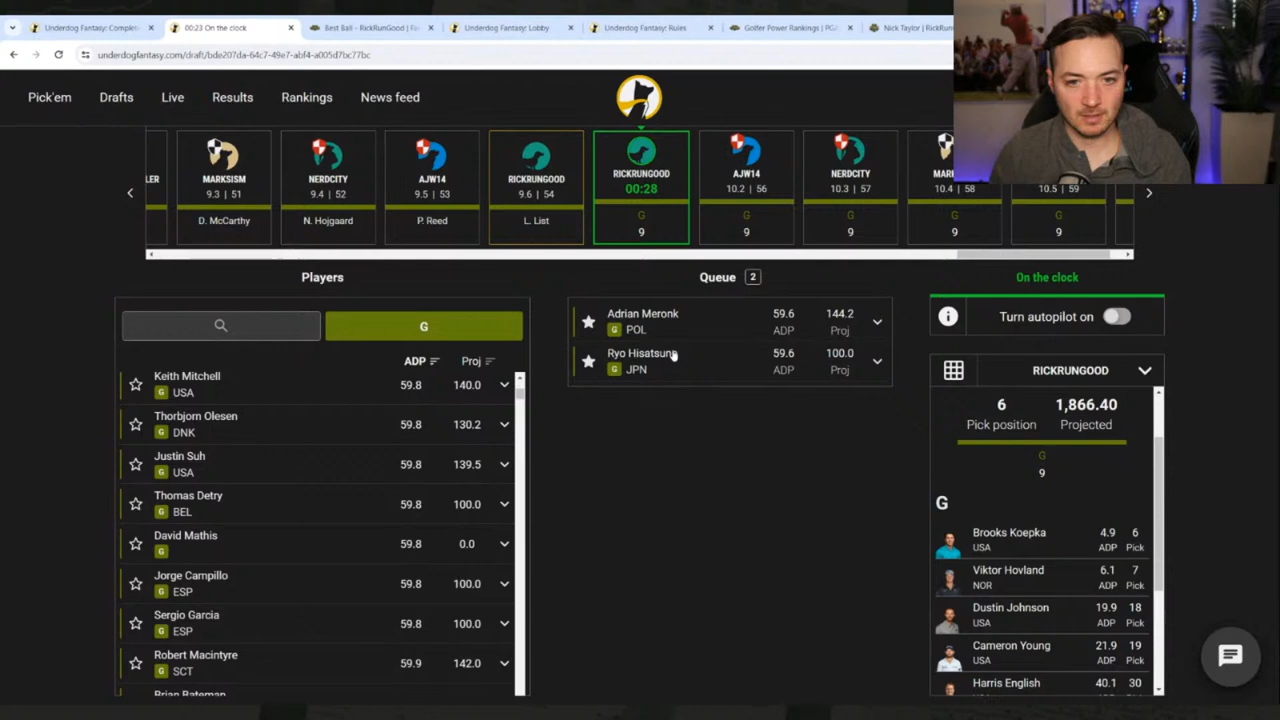 Underdog Fantasy: Complet
00:23 On the clock
Best Ball - RickRunGood | Fa
Underdog Fantasy: Lobby
Underdog Fantasy: Rules
Golfer Power Rankings | PGA
Nick Taylor | RickRun
underdogfantasy.com/draft/bde207da-64c7-49e7-abf4-a005d7bc77bc
Pick'em Drafts Live Results Rankings News feed
LER
MARKSISM
9.3 | 51
D. McCarthy
NERDCITY
9.4 | 52
N. Hojgaard
AJW14
9.5 | 53
P. Reed
RICKRUNGOOD
9.6 | 54
L. List
RICKRUNGOOD
00:28
G
9
AJW14
10.2 | 56
G
9
NERDCITY
10.3 | 57
G
9
10.4 | 58
G
9
10.5 | 59
G
9
Players
G
ADP Proj
Keith Mitchell
G USA
59.8 140.0
Thorbjorn Olesen
G DNK
59.8 130.2
Justin Suh
G USA
59.8 139.5
Thomas Detry
G BEL
59.8 100.0
David Mathis
G
59.8 0.0
Jorge Campillo
G ESP
59.8 100.0
Sergio Garcia
G ESP
59.8 100.0
Robert Macintyre
G SCT
59.9 142.0
Brian Bateman
Queue 2
Adrian Meronk
G POL
59.6 ADP
144.2 Proj
Ryo Hisatsune
G JPN
59.6 ADP
100.0 Proj
On the clock
Turn autopilot on
RICKRUNGOOD
6 1,866.40
Pick position Projected
G
9
G
Brooks Koepka
USA
4.9 6
ADP Pick
Viktor Hovland
NOR
6.1 7
ADP Pick
Dustin Johnson
USA
19.9 18
ADP Pick
Cameron Young
USA
21.9 19
ADP Pick
Harris English
USA
40.1 30
ADP Pick